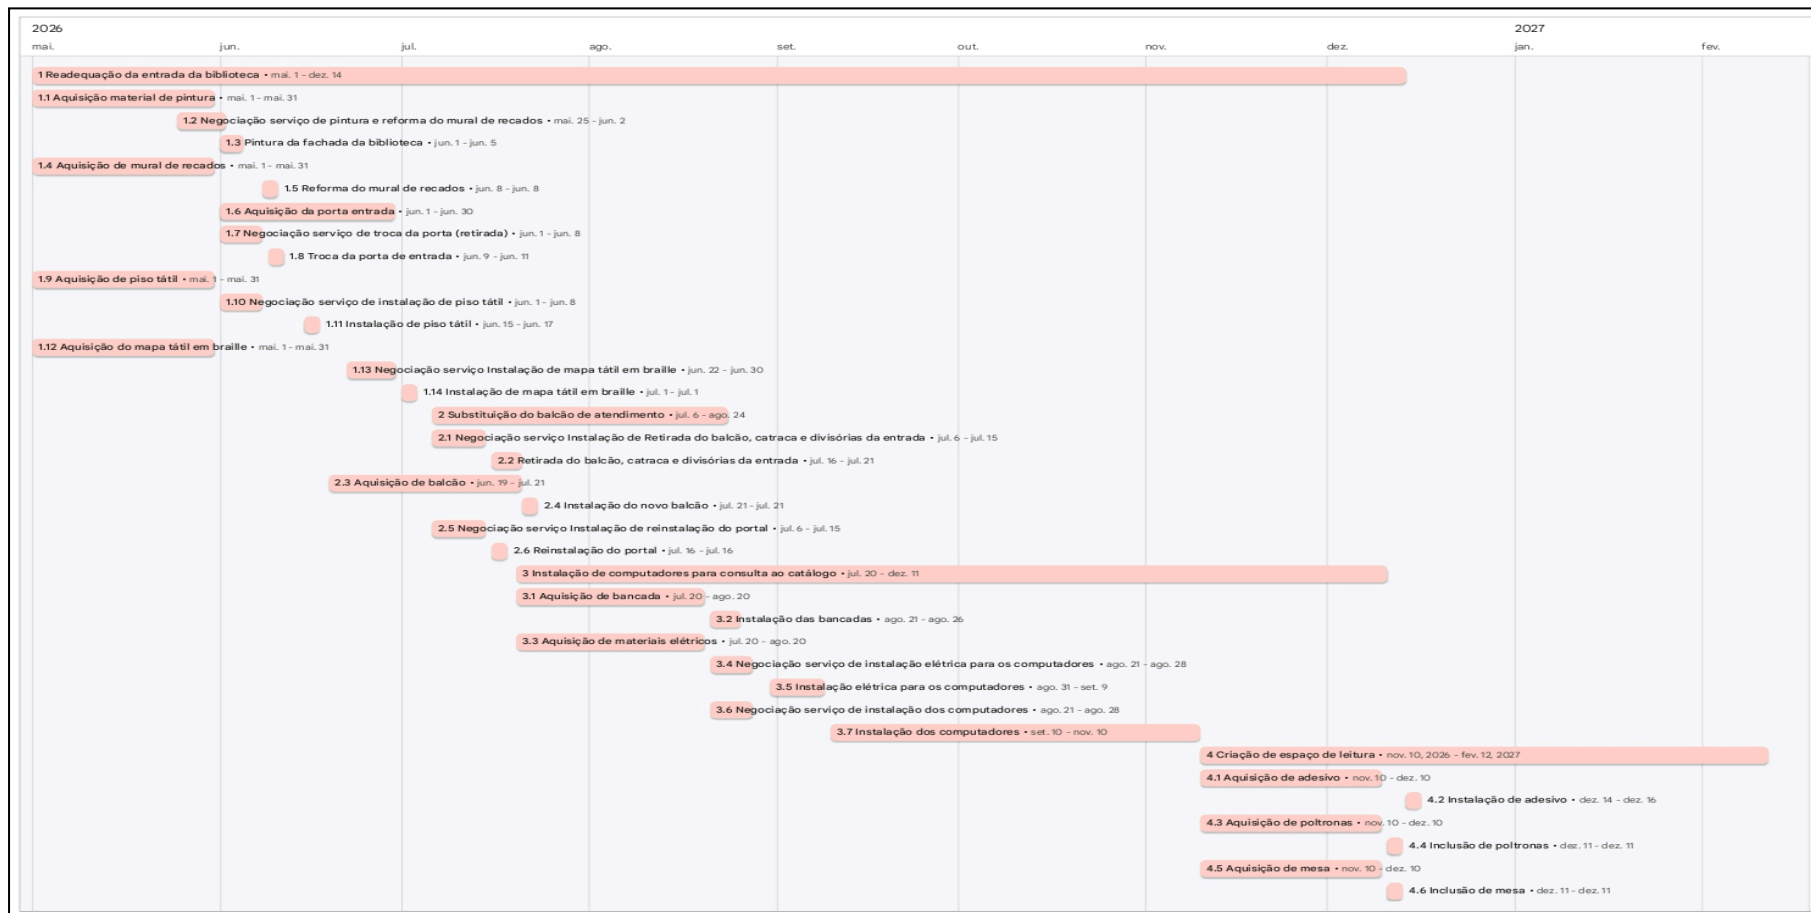 2026 2027
mai. jun. jul. ago. set. out. nov. dez. jan. fev.
1 Readequação da entrada da biblioteca • mai. 1 - dez. 14
1.1 Aquisição material de pintura • mai. 1 - mai. 31
1.2 Negociação serviço de pintura e reforma do mural de recados • mai. 25 - jun. 2
1.3 Pintura da fachada da biblioteca • jun. 1 - jun. 5
1.4 Aquisição de mural de recados • mai. 1 - mai. 31
1.5 Reforma do mural de recados • jun. 8 - jun. 8
1.6 Aquisição da porta entrada • jun. 1 - jun. 30
1.7 Negociação serviço de troca da porta (retirada) • jun. 1 - jun. 8
1.8 Troca da porta de entrada • jun. 9 - jun. 11
1.9 Aquisição de piso tátil • mai. 1 - mai. 31
1.10 Negociação serviço de instalação de piso tátil • jun. 1 - jun. 8
1.11 Instalação de piso tátil • jun. 15 - jun. 17
1.12 Aquisição do mapa tátil em braille • mai. 1 - mai. 31
1.13 Negociação serviço Instalação de mapa tátil em braille • jun. 22 - jun. 30
1.14 Instalação de mapa tátil em braille • jul. 1 - jul. 1
2 Substituição do balcão de atendimento • jul. 6 - ago. 24
2.1 Negociação serviço Instalação de Retirada do balcão, catraca e divisórias da entrada • jul. 6 - jul. 15
2.2 Retirada do balcão, catraca e divisórias da entrada • jul. 16 - jul. 21
2.3 Aquisição de balcão • jun. 19 - jul. 21
2.4 Instalação do novo balcão • jul. 21 - jul. 21
2.5 Negociação serviço Instalação de reinstalação do portal • jul. 6 - jul. 15
2.6 Reinstalação do portal • jul. 16 - jul. 16
3 Instalação de computadores para consulta ao catálogo • jul. 20 - dez. 11
3.1 Aquisição de bancada • jul. 20 - ago. 20
3.2 Instalação das bancadas • ago. 21 - ago. 26
3.3 Aquisição de materiais elétricos • jul. 20 - ago. 20
3.4 Negociação serviço de instalação elétrica para os computadores • ago. 21 - ago. 28
3.5 Instalação elétrica para os computadores • ago. 31 - set. 9
3.6 Negociação serviço de instalação dos computadores • ago. 21 - ago. 28
3.7 Instalação dos computadores • set. 10 - nov. 10
4 Criação de espaço de leitura • nov. 10, 2026 - fev. 12, 2027
4.1 Aquisição de adesivo • nov. 10 - dez. 10
4.2 Instalação de adesivo • dez. 14 - dez. 16
4.3 Aquisição de poltronas • nov. 10 - dez. 10
4.4 Inclusão de poltronas • dez. 11 - dez. 11
4.5 Aquisição de mesa • nov. 10 - dez. 10
4.6 Inclusão de mesa • dez. 11 - dez. 11